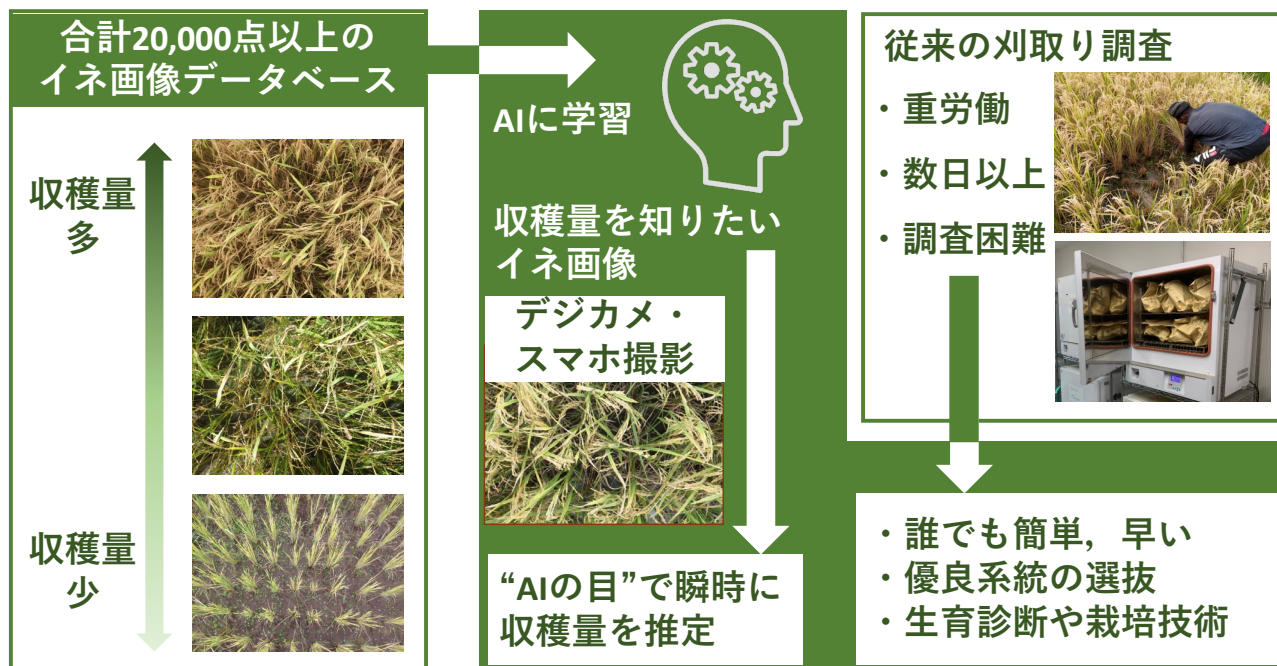 合計20,000点以上の
イネ画像データベース
収穫量
多
収穫量
少
AIに学習
収穫量を知りたい
イネ画像
デジカメ・
スマホ撮影
“AIの目”で瞬時に
収穫量を推定
従来の刈取り調査
・重労働
・数日以上
・調査困難
・誰でも簡単，早い
・優良系統の選抜
・生育診断や栽培技術